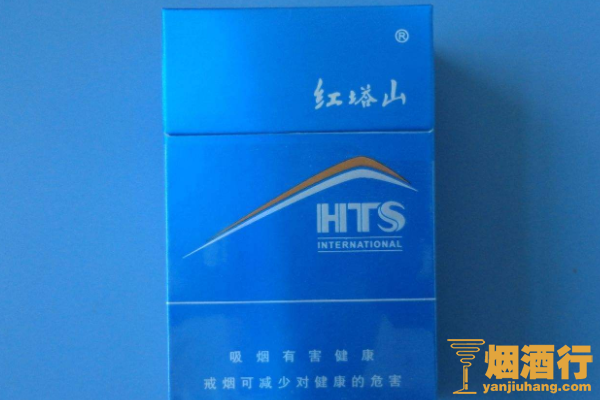 ®
红塔山
HTS
INTERNATIONAL
吸烟有害健康
戒烟可减少对健康的危害
烟酒行
yanjiuhang.com